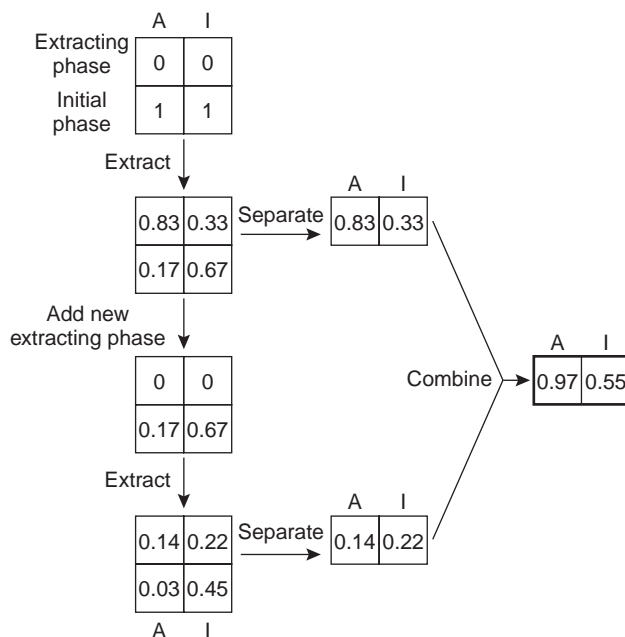 A I
Extracting
phase
0 0
Initial
phase
1 1
Extract
A I
0.83 0.33
Separate
0.83 0.33
0.17 0.67
Add new
extracting phase
A I
0 0
Combine
0.97 0.55
0.17 0.67
Extract
A I
0.14 0.22
Separate
0.14 0.22
0.03 0.45
A I